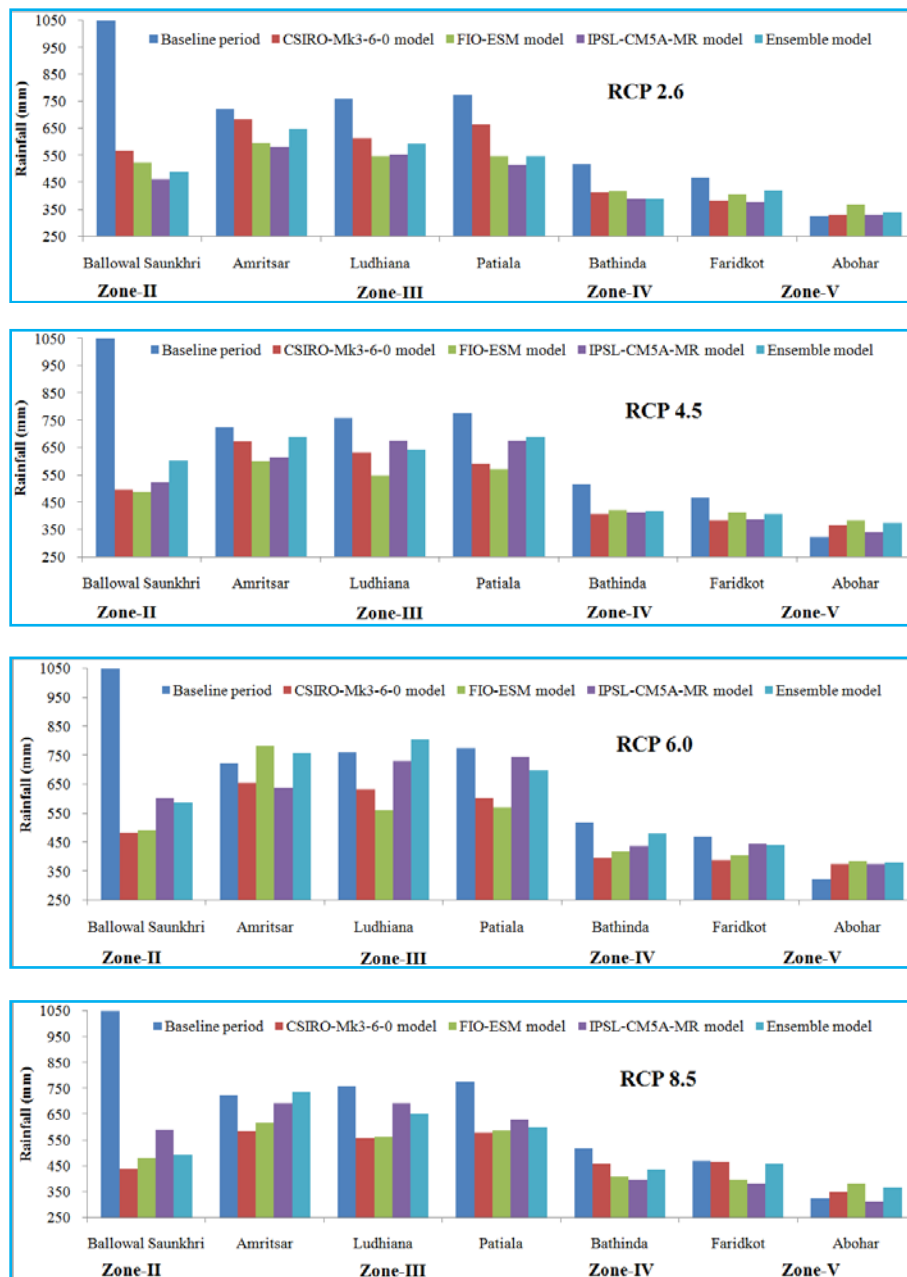 1050
Baseline period CSIRO-Mk3-6-0 model FIO-ESM model IPSL-CM5A-MR model Ensemble model
950
850
RCP 2.6
750
650
550
450
350
250
Rainfall (mm)
Ballowal Saunkhri Amritsar Ludhiana Patiala Bathinda Faridkot Abohar
Zone-II Zone-III Zone-IV Zone-V
1050
Baseline period CSIRO-Mk3-6-0 model FIO-ESM model IPSL-CM5A-MR model Ensemble model
950
850
RCP 4.5
750
650
550
450
350
250
Rainfall (mm)
Ballowal Saunkhri Amritsar Ludhiana Patiala Bathinda Faridkot Abohar
Zone-II Zone-III Zone-IV Zone-V
1050
Baseline period CSIRO-Mk3-6-0 model FIO-ESM model IPSL-CM5A-MR model Ensemble model
950
850
RCP 6.0
750
650
550
450
350
250
Rainfall (mm)
Ballowal Saunkhri Amritsar Ludhiana Patiala Bathinda Faridkot Abohar
Zone-II Zone-III Zone-IV Zone-V
1050
Baseline period CSIRO-Mk3-6-0 model FIO-ESM model IPSL-CM5A-MR model Ensemble model
950
850
RCP 8.5
750
650
550
450
350
250
Rainfall (mm)
Ballowal Saunkhri Amritsar Ludhiana Patiala Bathinda Faridkot Abohar
Zone-II Zone-III Zone-IV Zone-V